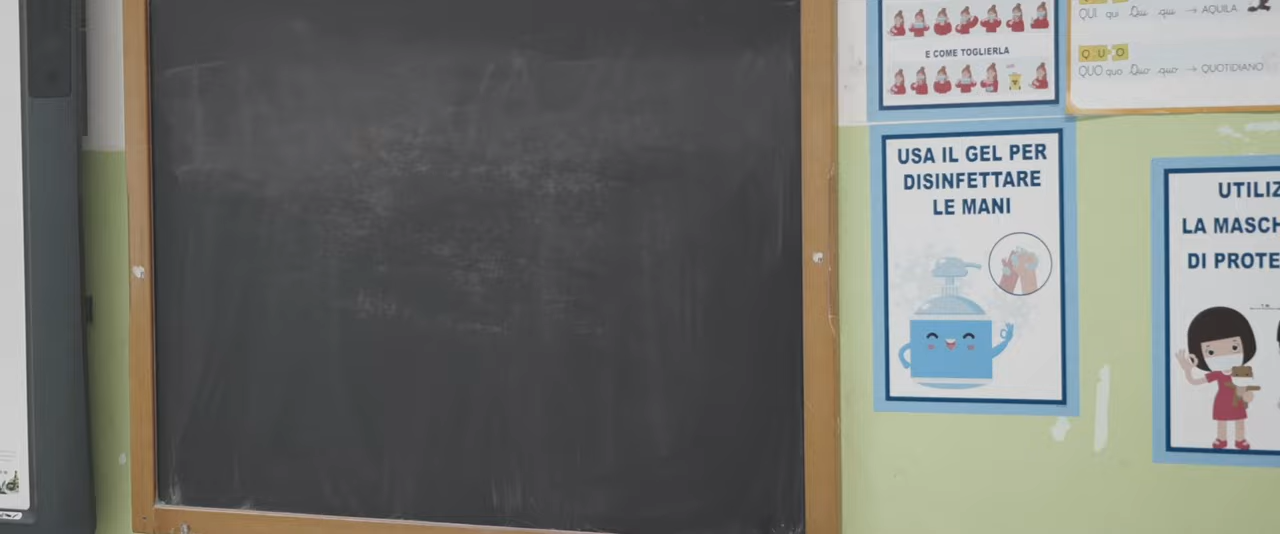 E COME TOGLIERLA
QUI qui Qui qui → AQUILA
QUO
QUO quo Quo quo → QUOTIDIANO
USA IL GEL PER
DISINFETTARE
LE MANI
UTILIZ
LA MASCH
DI PROTE